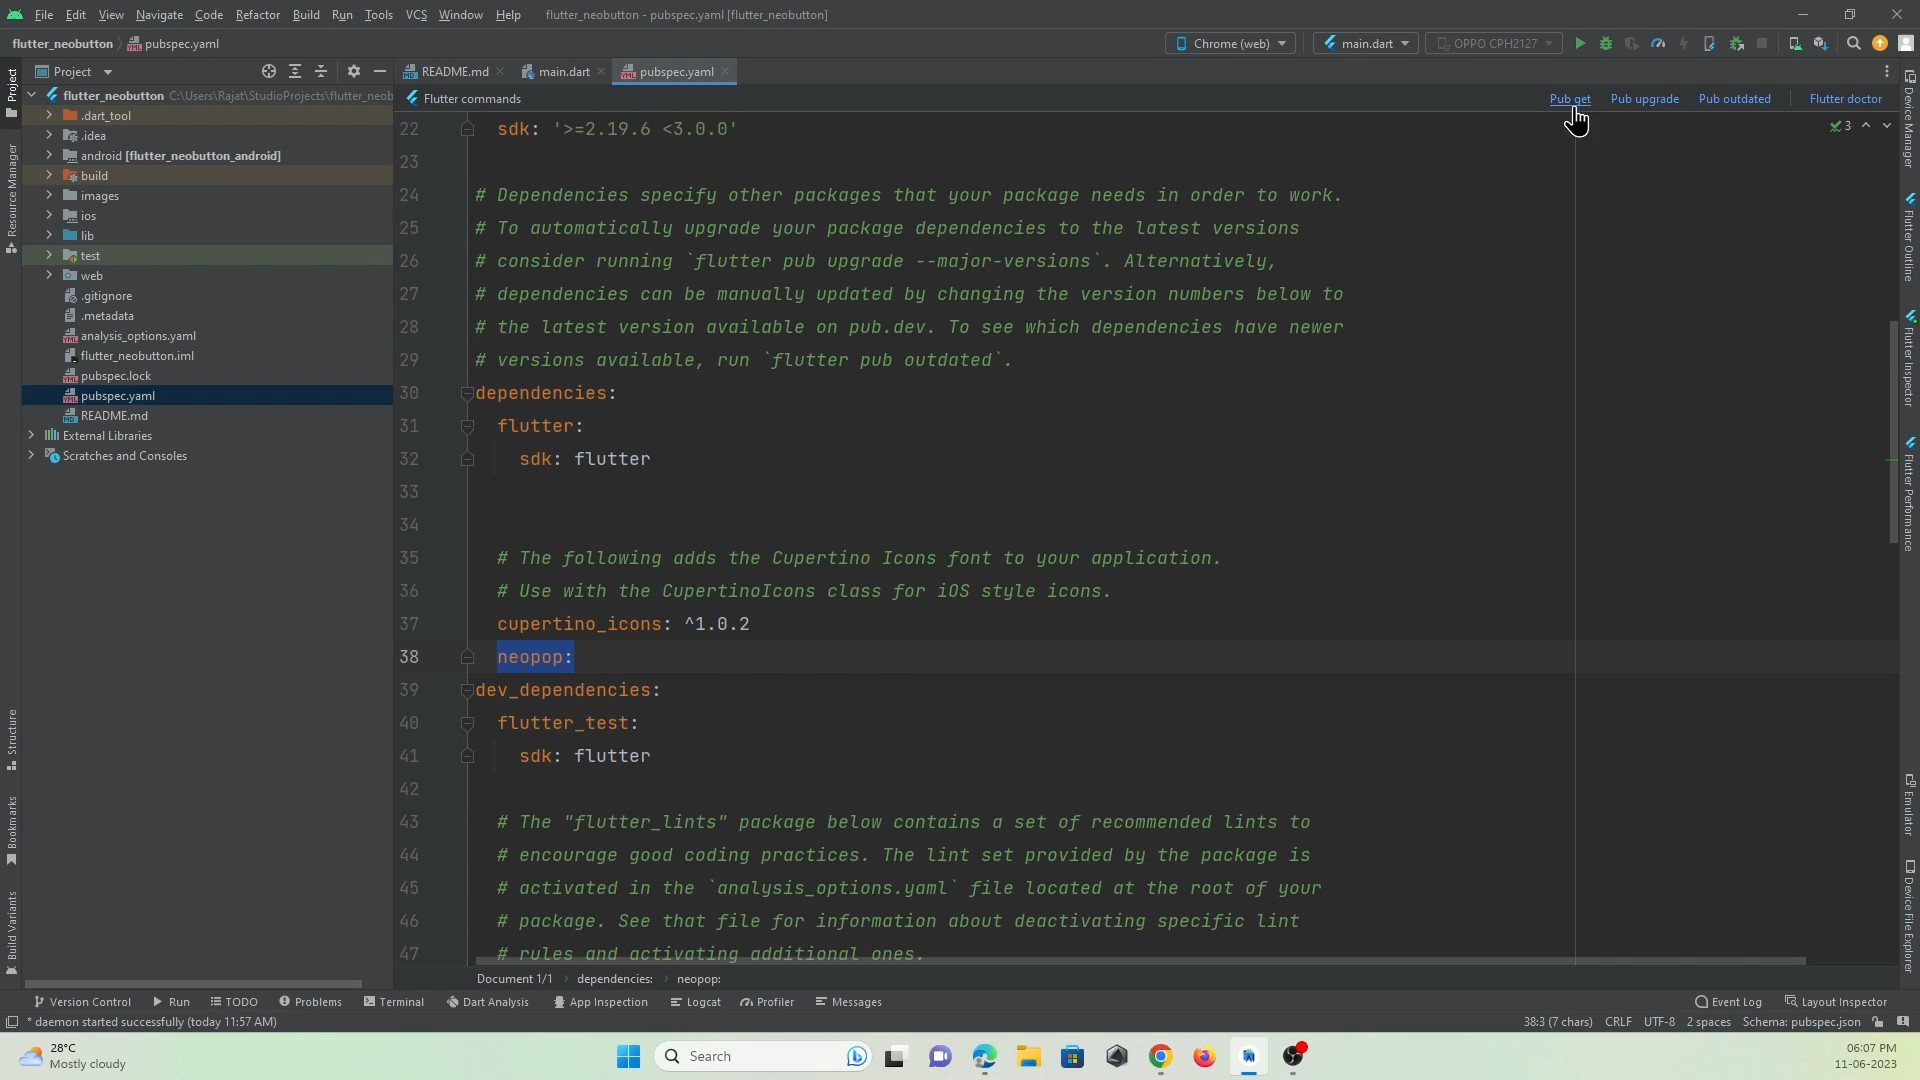 File Edit View Navigate Code Refactor Build Run Tools VCS Window Help flutter_neobutton - pubspec.yaml [flutter_neobutton]
flutter_neobutton pubspec.yaml Chrome (web) main.dart OPPO CPH2127
Project README.md main.dart pubspec.yaml
flutter_neobutton C:\Users\Rajat\StudioProjects\flutter_neob
.dart_tool
.idea
android [flutter_neobutton_android]
build
images
ios
lib
test
web
.gitignore
.metadata
analysis_options.yaml
flutter_neobutton.iml
pubspec.lock
pubspec.yaml
README.md
External Libraries
Scratches and Consoles
Flutter commands Pub get Pub upgrade Pub outdated Flutter doctor
3
22 sdk: '>=2.19.6 <3.0.0'
23
24 # Dependencies specify other packages that your package needs in order to work.
25 # To automatically upgrade your package dependencies to the latest versions
26 # consider running `flutter pub upgrade --major-versions`. Alternatively,
27 # dependencies can be manually updated by changing the version numbers below to
28 # the latest version available on pub.dev. To see which dependencies have newer
29 # versions available, run `flutter pub outdated`.
30 dependencies:
31 flutter:
32 sdk: flutter
33
34
35 # The following adds the Cupertino Icons font to your application.
36 # Use with the CupertinoIcons class for iOS style icons.
37 cupertino_icons: ^1.0.2
38 neopop:
39 dev_dependencies:
40 flutter_test:
41 sdk: flutter
42
43 # The "flutter_lints" package below contains a set of recommended lints to
44 # encourage good coding practices. The lint set provided by the package is
45 # activated in the `analysis_options.yaml` file located at the root of your
46 # package. See that file for information about deactivating specific lint
47 # rules and activating additional ones.
Document 1/1 dependencies: neopop:
Project
Resource Manager
Structure
Bookmarks
Build Variants
Device Manager
Flutter Outline
Flutter Inspector
Flutter Performance
Emulator
Device File Explorer
Version Control Run TODO Problems Terminal Dart Analysis App Inspection Logcat Profiler Messages Event Log Layout Inspector
* daemon started successfully (today 11:57 AM) 38:3 (7 chars) CRLF UTF-8 2 spaces Schema: pubspec.json
28°C
Mostly cloudy
Search
06:07 PM
11-06-2023